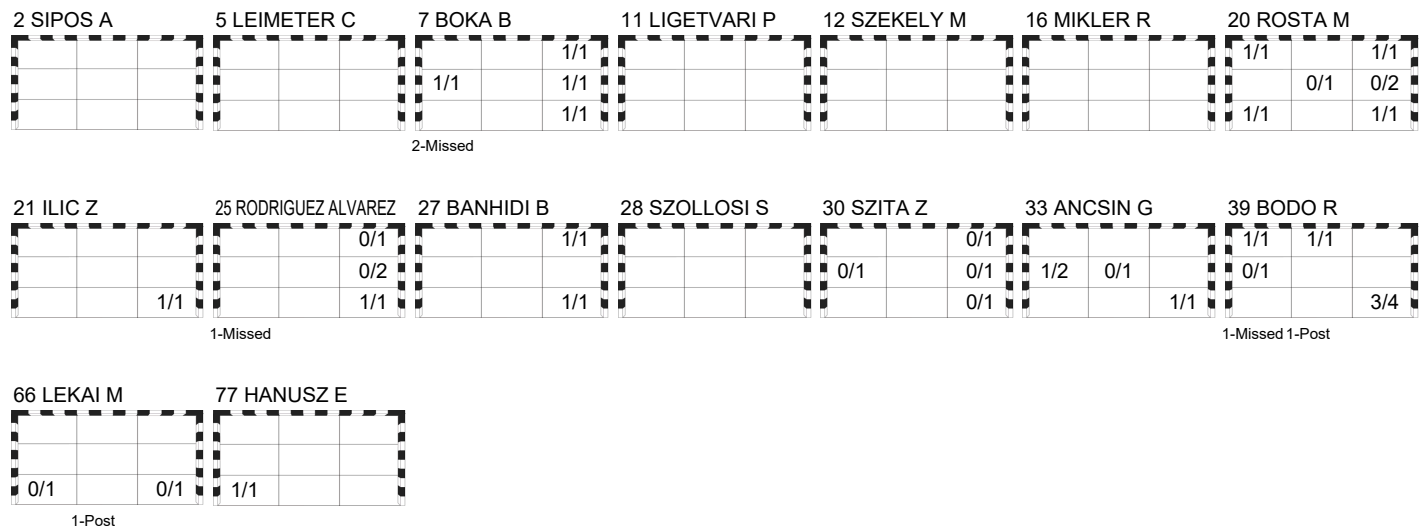 2 SIPOS A 5 LEIMETER C 7 BOKA B 11 LIGETVARI P 12 SZEKELY M 16 MIKLER R 20 ROSTA M
1/1 1/1 1/1
1/1 1/1 0/1 0/2
1/1 1/1 1/1
2-Missed
21 ILIC Z 25 RODRIGUEZ ALVAREZ 27 BANHIDI B 28 SZOLLOSI S 30 SZITA Z 33 ANCSIN G 39 BODO R
0/1 1/1 0/1 1/1 1/1
0/2 0/1 0/1 1/2 0/1 0/1
1/1 1/1 1/1 0/1 1/1 3/4
1-Missed 1-Missed 1-Post
66 LEKAI M 77 HANUSZ E
0/1 0/1 1/1
1-Post